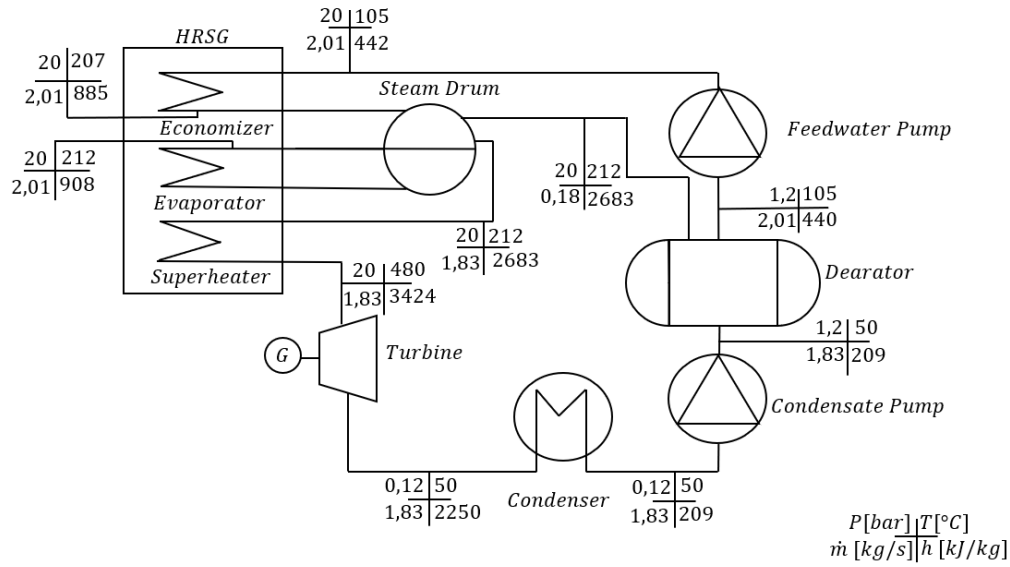 20 105
2,01 442
HRSG
20 207
2,01 885
Steam Drum
Economizer
Feedwater Pump
20 212
2,01 908
20 212
0,18 2683
Evaporator
1,2 105
2,01 440
20 212
1,83 2683
Superheater
20 480
1,83 3424
Dearator
1,2 50
1,83 209
G
Turbine
Condensate Pump
0,12 50
1,83 2250
Condenser
0,12 50
1,83 209
P[bar] T[°C]
ṁ [kg/s] h [kJ/kg]